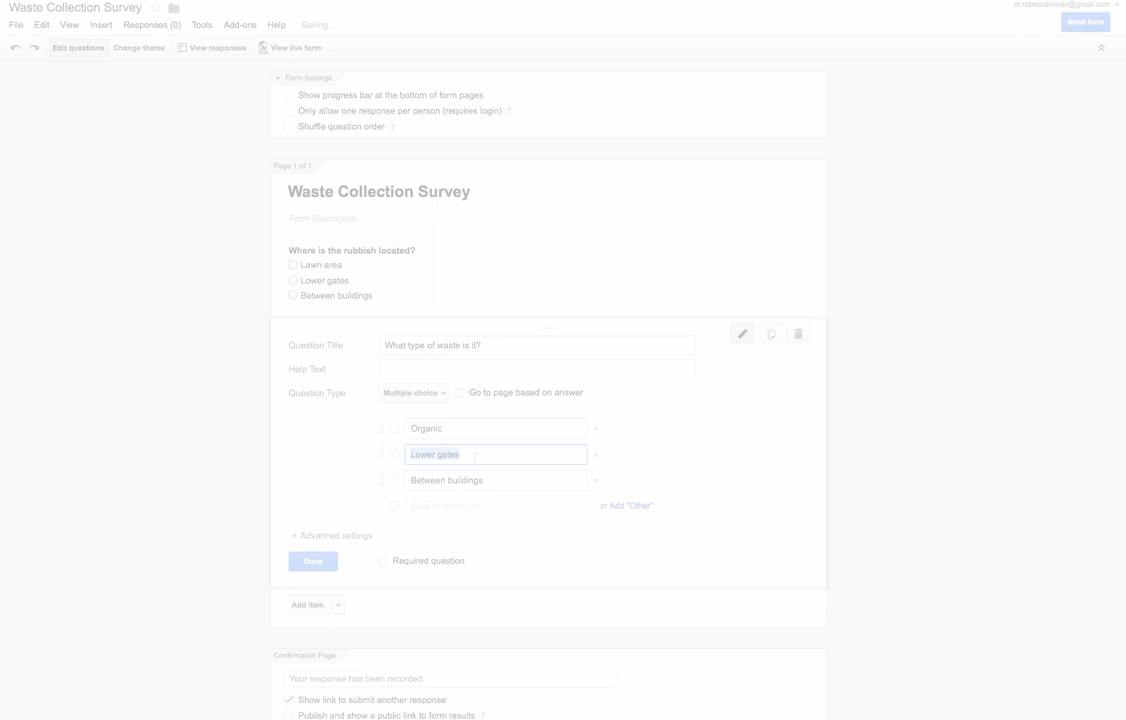 Waste Collection Survey
dr.rebeccavivian@gmail.com
File Edit View Insert Responses (0) Tools Add-ons Help Saving...
Send form
Edit questions Change theme View responses View live form
Form Settings
Show progress bar at the bottom of form pages
Only allow one response per person (requires login) ?
Shuffle question order ?
Page 1 of 1
Waste Collection Survey
Form Description
Where is the rubbish located?
Lawn area
Lower gates
Between buildings
Question Title What type of waste is it?
Help Text
Question Type Multiple choice Go to page based on answer
Organic
Lower gates
Between buildings
Click to add option or Add "Other"
Advanced settings
Done Required question
Add item
Confirmation Page
Your response has been recorded.
Show link to submit another response
Publish and show a public link to form results ?